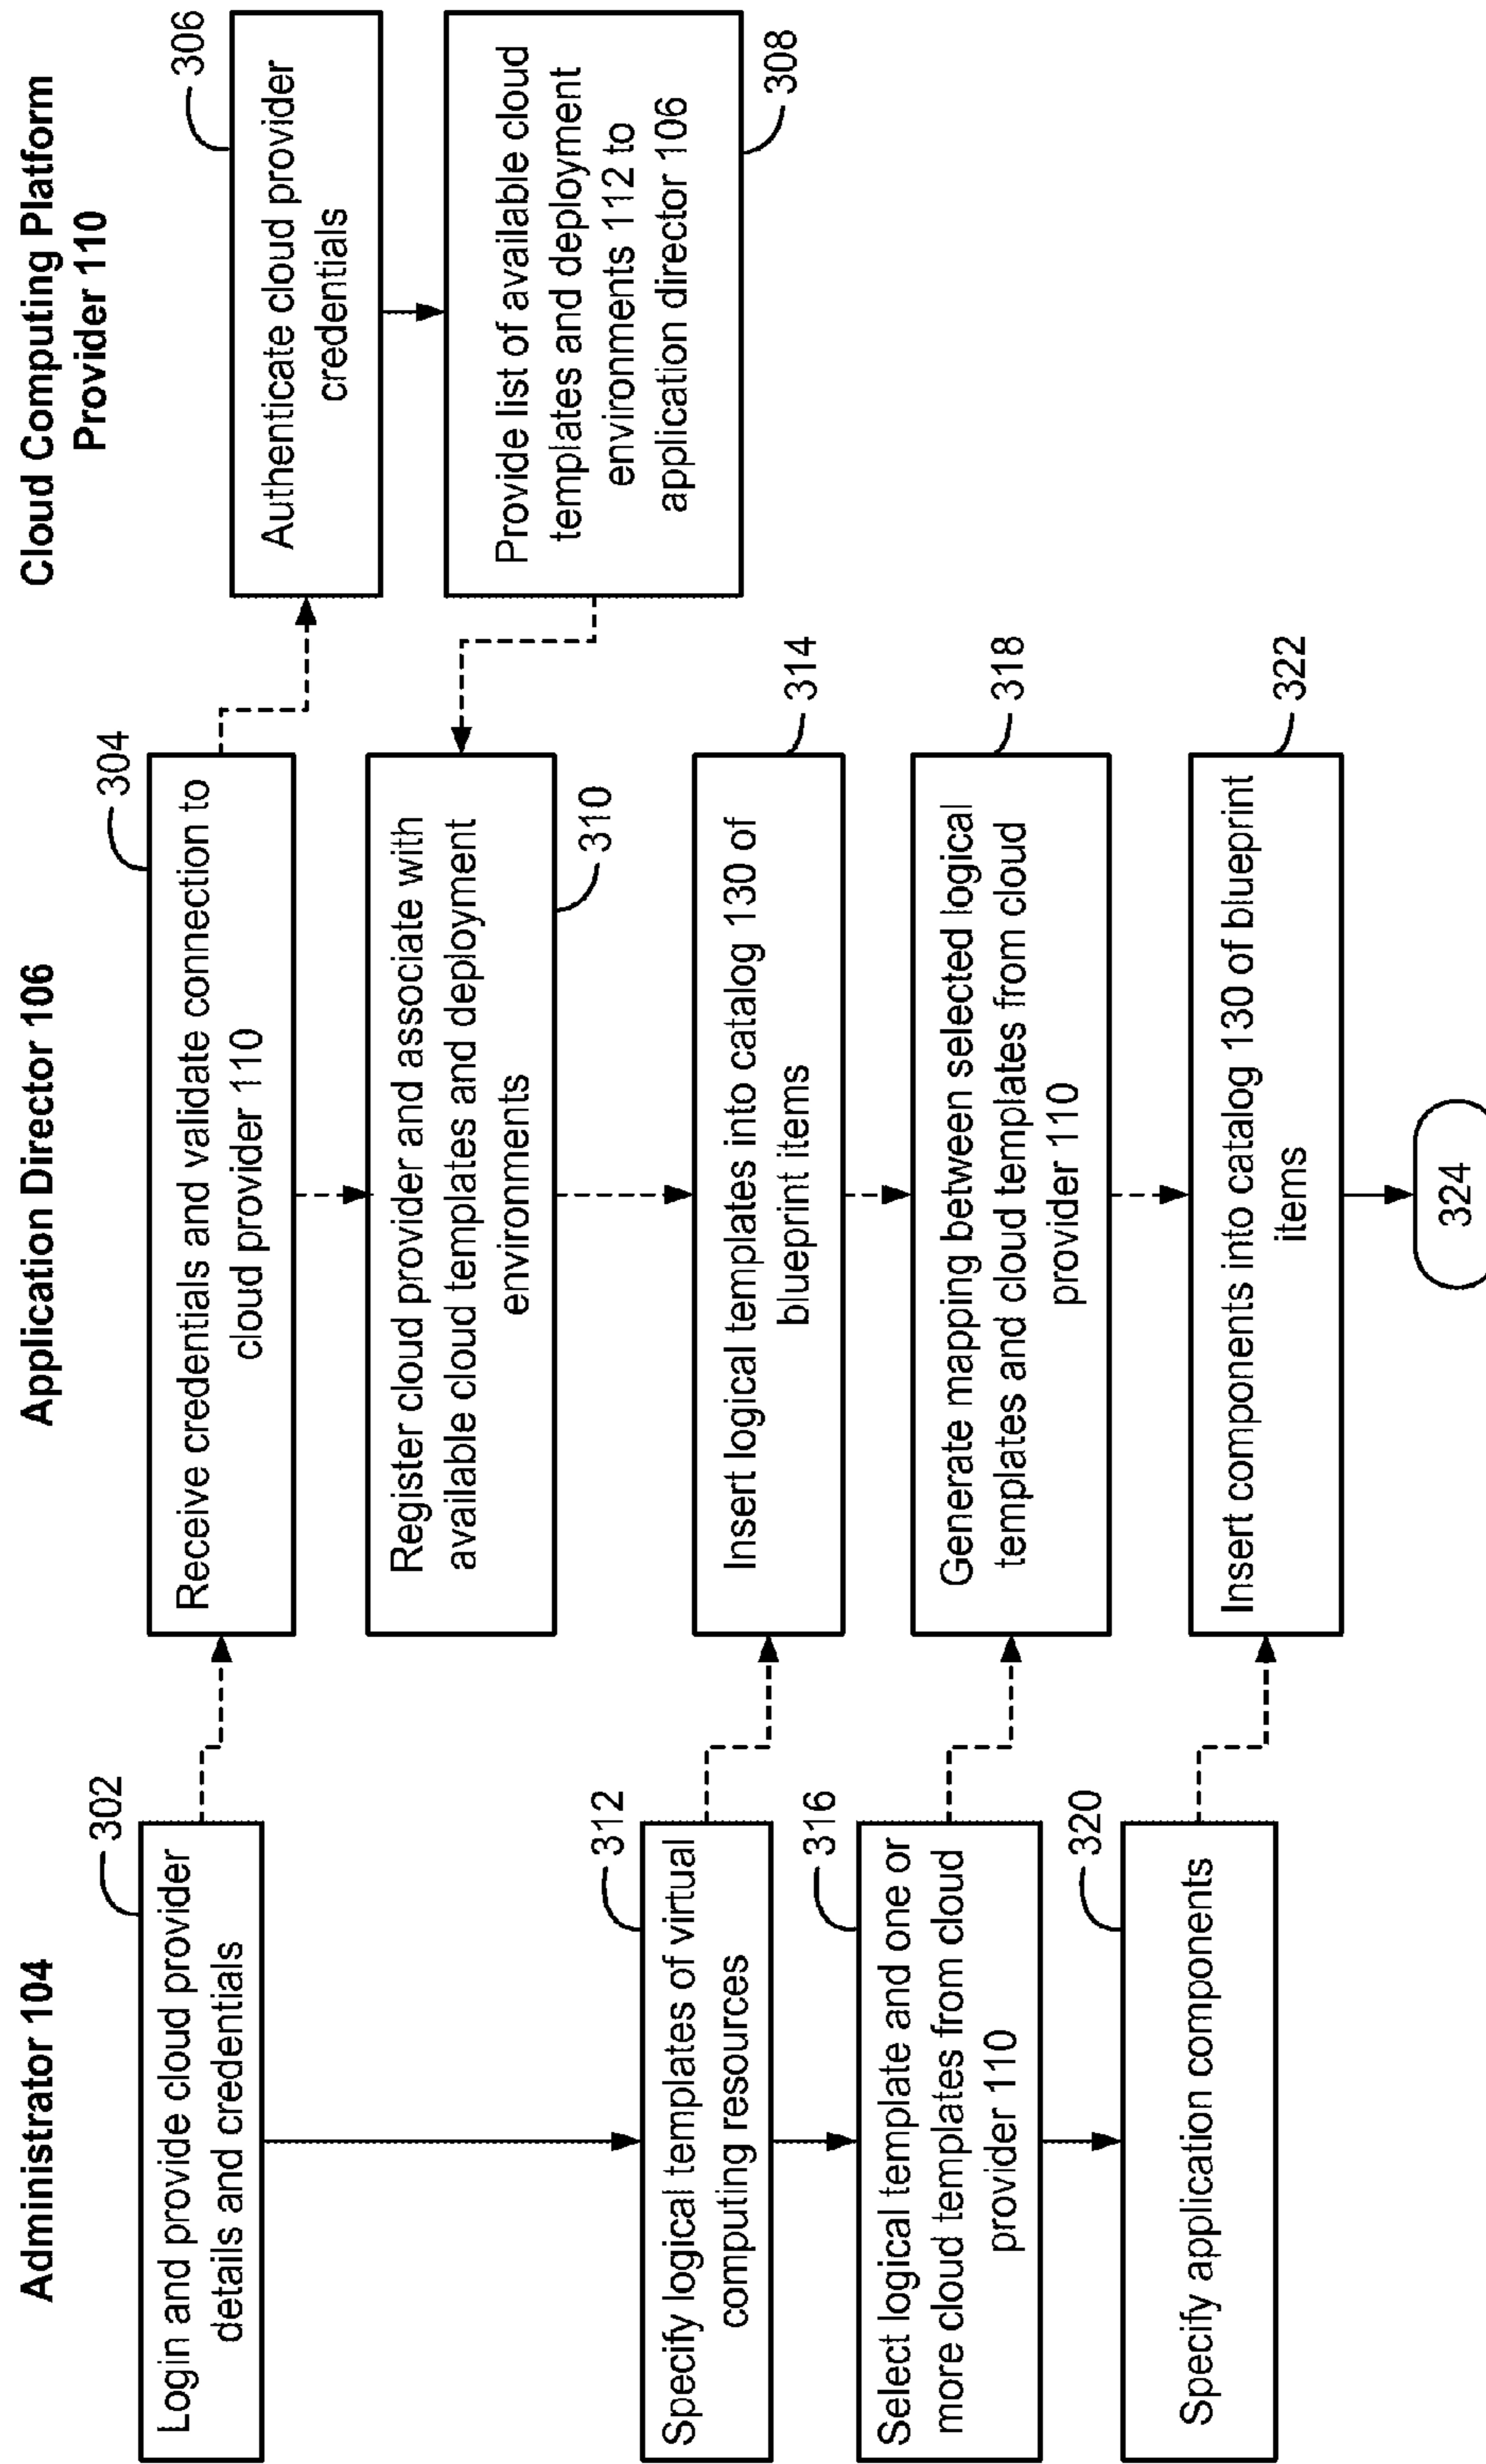 Administrator 104
Application Director 106
Cloud Computing Platform
Provider 110
302
Login and provide cloud provider
details and credentials
304
Receive credentials and validate connection to
cloud provider 110
306
Authenticate cloud provider
credentials
308
Provide list of available cloud
templates and deployment
environments 112 to
application director 106
310
Register cloud provider and associate with
available cloud templates and deployment
environments
312
Specify logical templates of virtual
computing resources
314
Insert logical templates into catalog 130 of
blueprint items
316
Select logical template and one or
more cloud templates from cloud
provider 110
318
Generate mapping between selected logical
templates and cloud templates from cloud
provider 110
320
Specify application components
322
Insert components into catalog 130 of blueprint
items
324